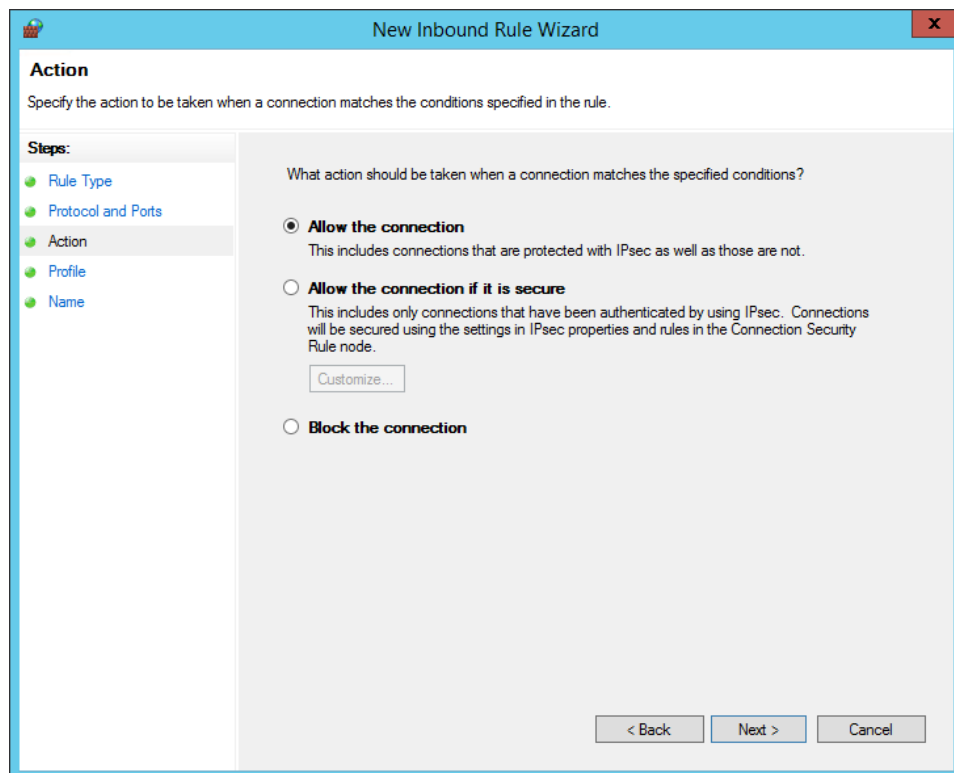 New Inbound Rule Wizard
x
Action
Specify the action to be taken when a connection matches the conditions specified in the rule.
Steps:
Rule Type
Protocol and Ports
Action
Profile
Name
What action should be taken when a connection matches the specified conditions?
Allow the connection
This includes connections that are protected with IPsec as well as those are not.
Allow the connection if it is secure
This includes only connections that have been authenticated by using IPsec. Connections
will be secured using the settings in IPsec properties and rules in the Connection Security
Rule node.
Customize...
Block the connection
< Back
Next >
Cancel